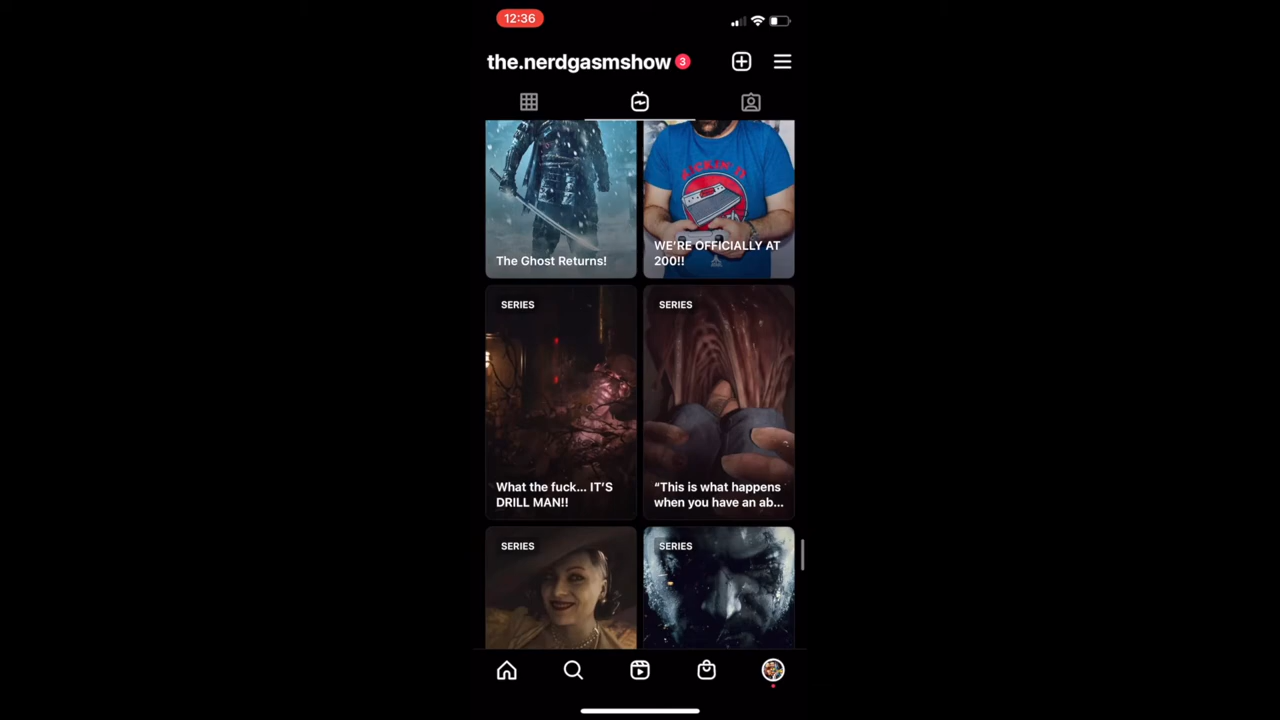 12:36
the.nerdgasmshow 3
The Ghost Returns!
WE'RE OFFICIALLY AT
200!!
SERIES
What the fuck... IT'S
DRILL MAN!!
SERIES
“This is what happens
when you have an ab...
SERIES
SERIES